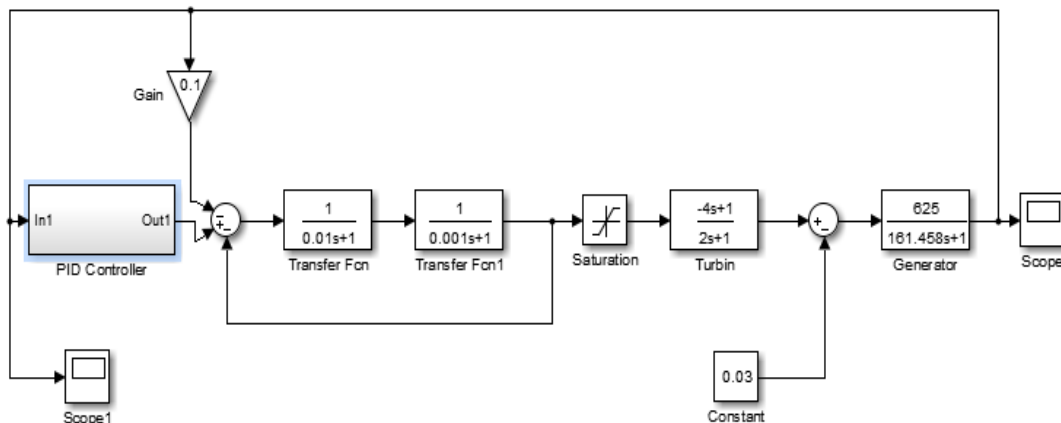 0.1
Gain
In1
Out1
PID Controller
1
0.01s+1
Transfer Fcn
1
0.001s+1
Transfer Fcn1
Saturation
-4s+1
2s+1
Turbin
625
161.458s+1
Generator
Scope
Scope1
0.03
Constant